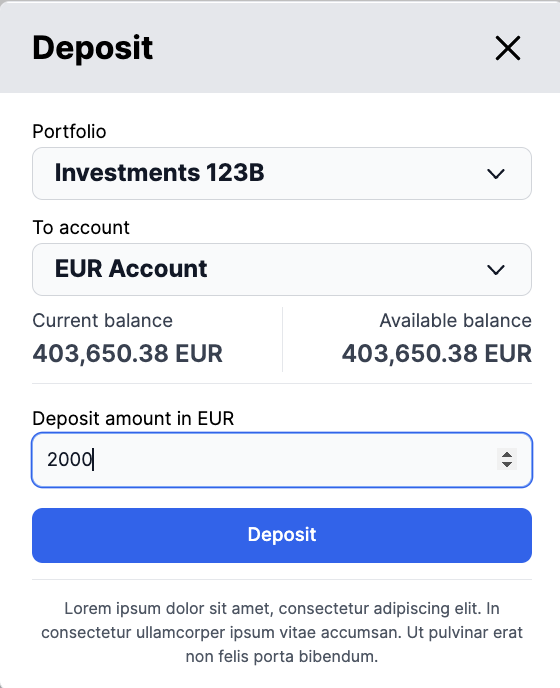 Deposit
Portfolio
Investments 123B
To account
EUR Account
Current balance
403,650.38 EUR
Available balance
403,650.38 EUR
Deposit amount in EUR
2000
Deposit
Lorem ipsum dolor sit amet, consectetur adipiscing elit. In
consectetur ullamcorper ipsum vitae accumsan. Ut pulvinar erat
non felis porta bibendum.